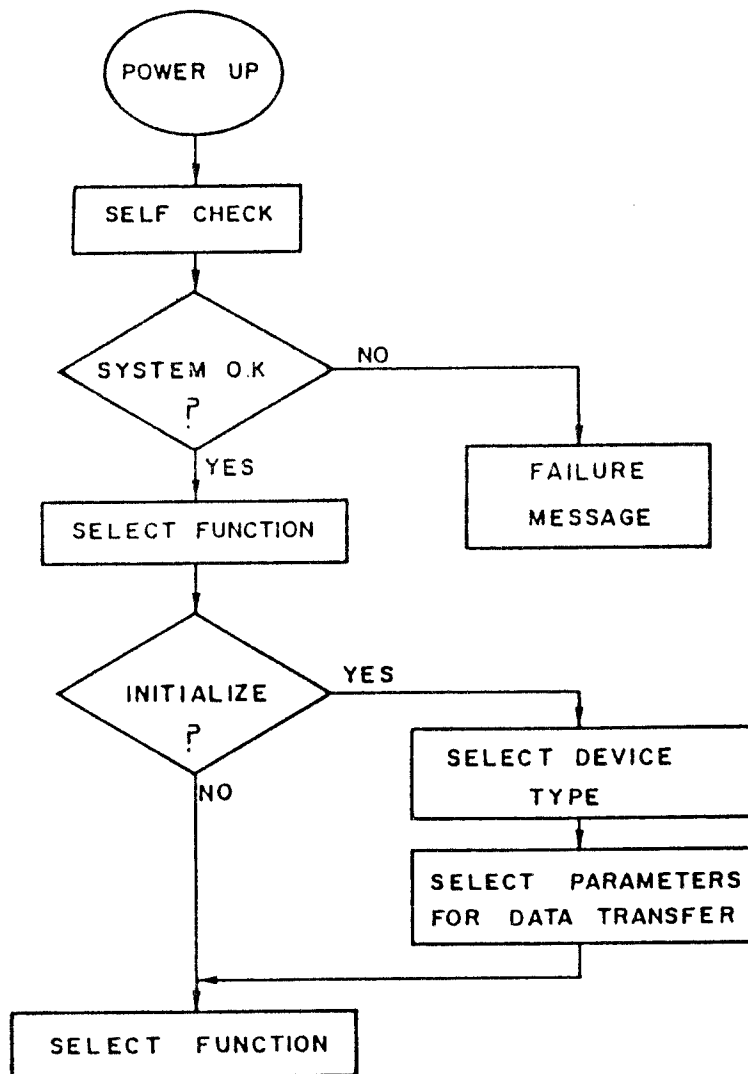 POWER UP
SELF CHECK
SYSTEM O.K
?
NO
YES
FAILURE
MESSAGE
SELECT FUNCTION
INITIALIZE
?
YES
NO
SELECT DEVICE
TYPE
SELECT PARAMETERS
FOR DATA TRANSFER
SELECT FUNCTION